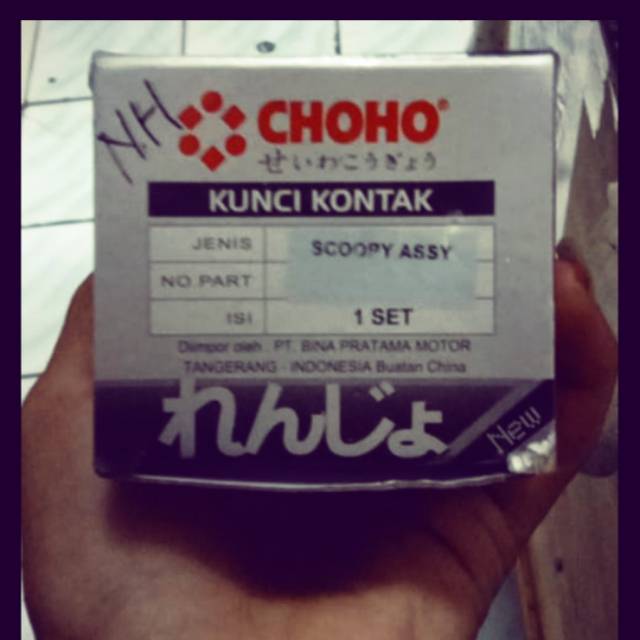 N.H
CHOHO®
せいわこうぎょう
KUNCI KONTAK
JENIS SCOOPY ASSY
NO.PART
ISI 1 SET
Diimpor oleh : PT. BINA PRATAMA MOTOR
TANGERANG - INDONESIA Buatan China
れんじょ
New